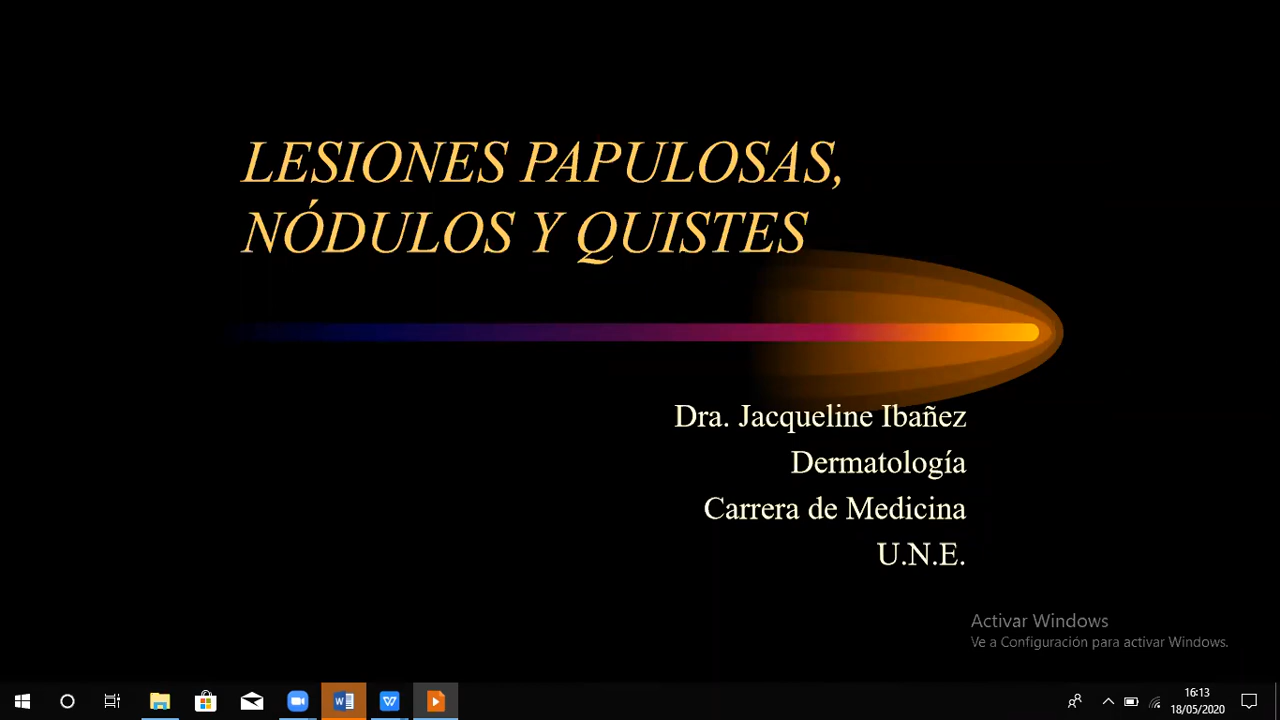 LESIONES PAPULOSAS,
NÓDULOS Y QUISTES
Dra. Jacqueline Ibañez
Dermatología
Carrera de Medicina
U.N.E.
Activar Windows
Ve a Configuración para activar Windows.
16:13
18/05/2020